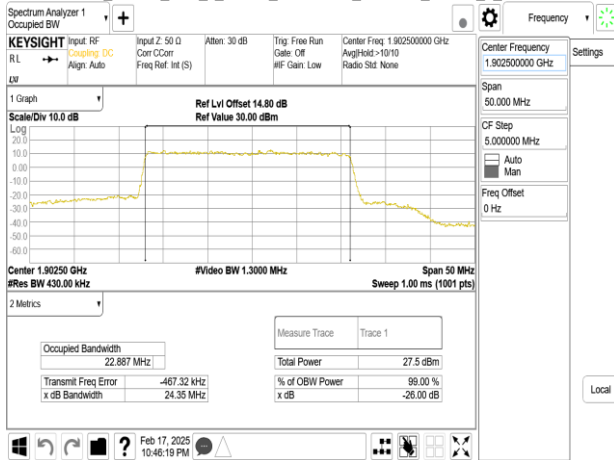 Spectrum Analyzer 1
Occupied BW
+
Frequency
KEYSIGHT
RL
LXI
Input: RF
Coupling: DC
Align: Auto
Input Z: 50 Ω
Corr CCorr
Freq Ref: Int (S)
Atten: 30 dB
Trig: Free Run
Gate: Off
#IF Gain: Low
Center Freq: 1.902500000 GHz
Avg|Hold:>10/10
Radio Std: None
Center Frequency
1.902500000 GHz
Settings
Span
50.000 MHz
CF Step
5.000000 MHz
Auto
Man
Freq Offset
0 Hz
Local
1 Graph
Scale/Div 10.0 dB
Ref Lvl Offset 14.80 dB
Ref Value 30.00 dBm
Log
20.0
10.0
0.00
-10.0
-20.0
-30.0
-40.0
-50.0
-60.0
Center 1.90250 GHz
#Res BW 430.00 kHz
#Video BW 1.3000 MHz
Span 50 MHz
Sweep 1.00 ms (1001 pts)
2 Metrics
Measure Trace
Trace 1
Occupied Bandwidth
22.887 MHz
Total Power
27.5 dBm
Transmit Freq Error
-467.32 kHz
% of OBW Power
99.00 %
x dB Bandwidth
24.35 MHz
x dB
-26.00 dB
?
Feb 17, 2025
10:46:19 PM